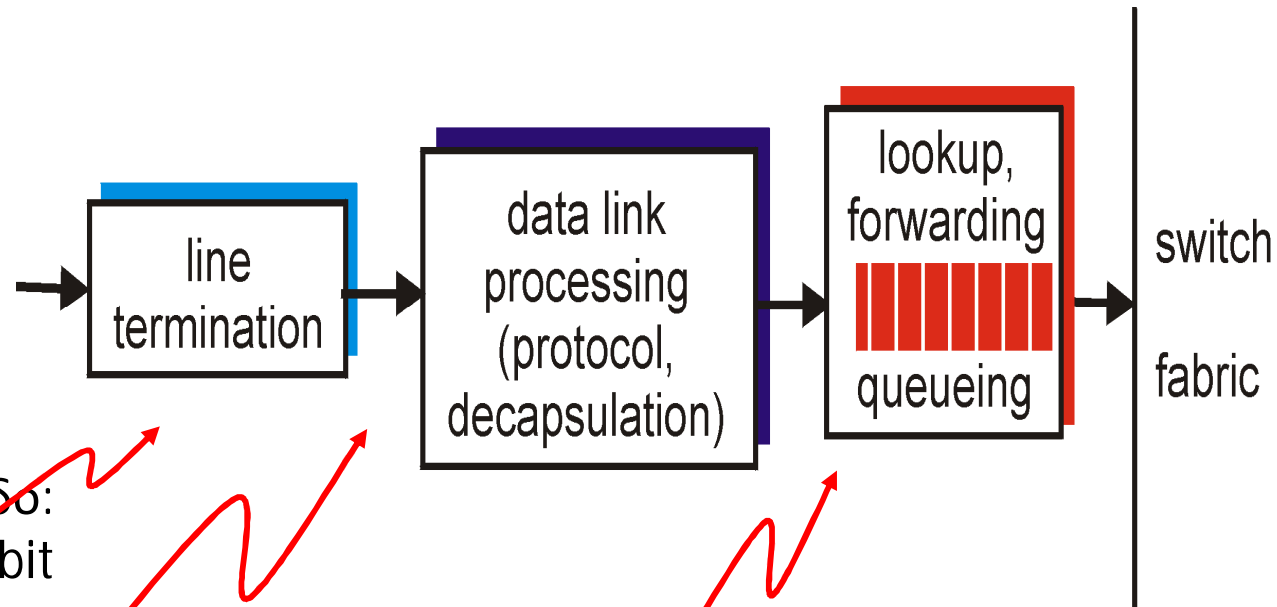 line
termination
data link
processing
(protocol,
decapsulation)
lookup,
forwarding
queueing
switch
fabric
bit